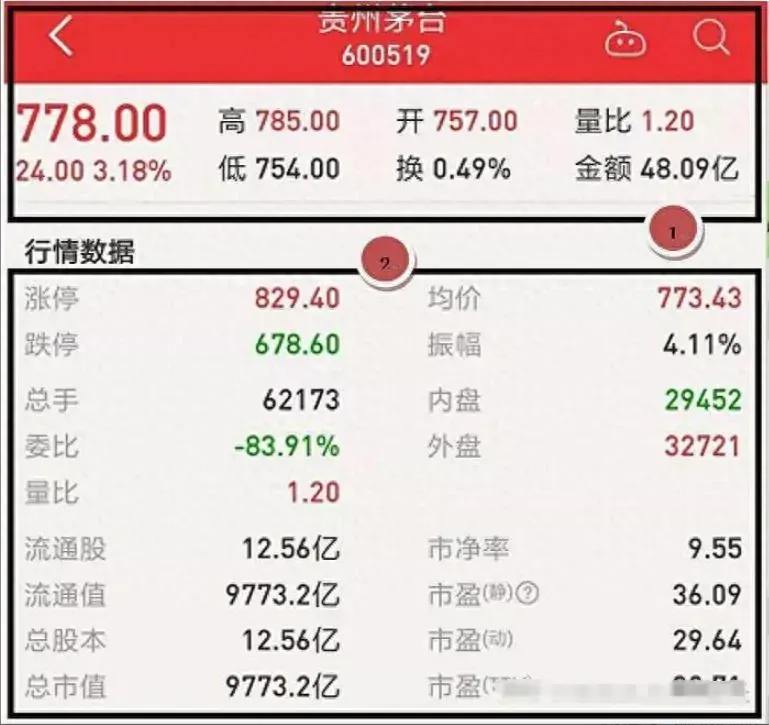 贵州茅台
600519
778.00 高 785.00 开 757.00 量比 1.20
24.00 3.18% 低 754.00 换 0.49% 金额 48.09亿
1
行情数据 2
涨停 829.40 均价 773.43
跌停 678.60 振幅 4.11%
总手 62173 内盘 29452
委比 -83.91% 外盘 32721
量比 1.20
流通股 12.56亿 市净率 9.55
流通值 9773.2亿 市盈(静)? 36.09
总股本 12.56亿 市盈(动) 29.64
总市值 9773.2亿 市盈